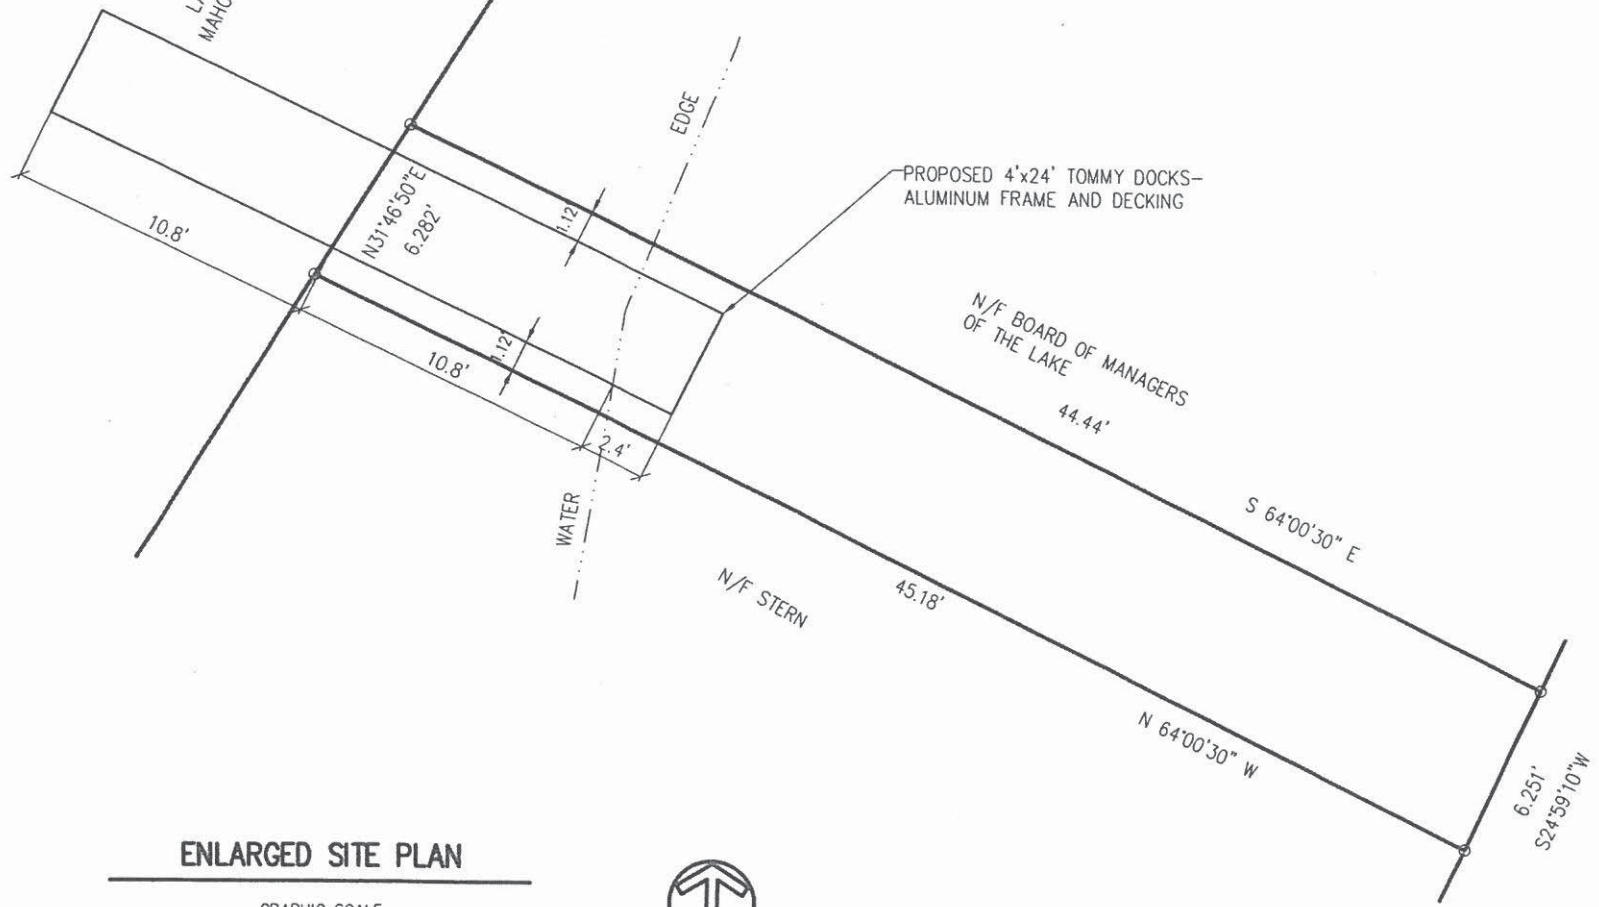 EDGE
PROPOSED 4'x24' TOMMY DOCKS-
ALUMINUM FRAME AND DECKING
N31°46'50"E
6.282'
1.12'
10.8'
1.12'
10.8'
2.4'
WATER
N/F BOARD OF MANAGERS
OF THE LAKE
44.44'
S 64°00'30" E
N/F STERN
45.18'
N 64°00'30" W
6.251'
S24°59'10"W
ENLARGED SITE PLAN